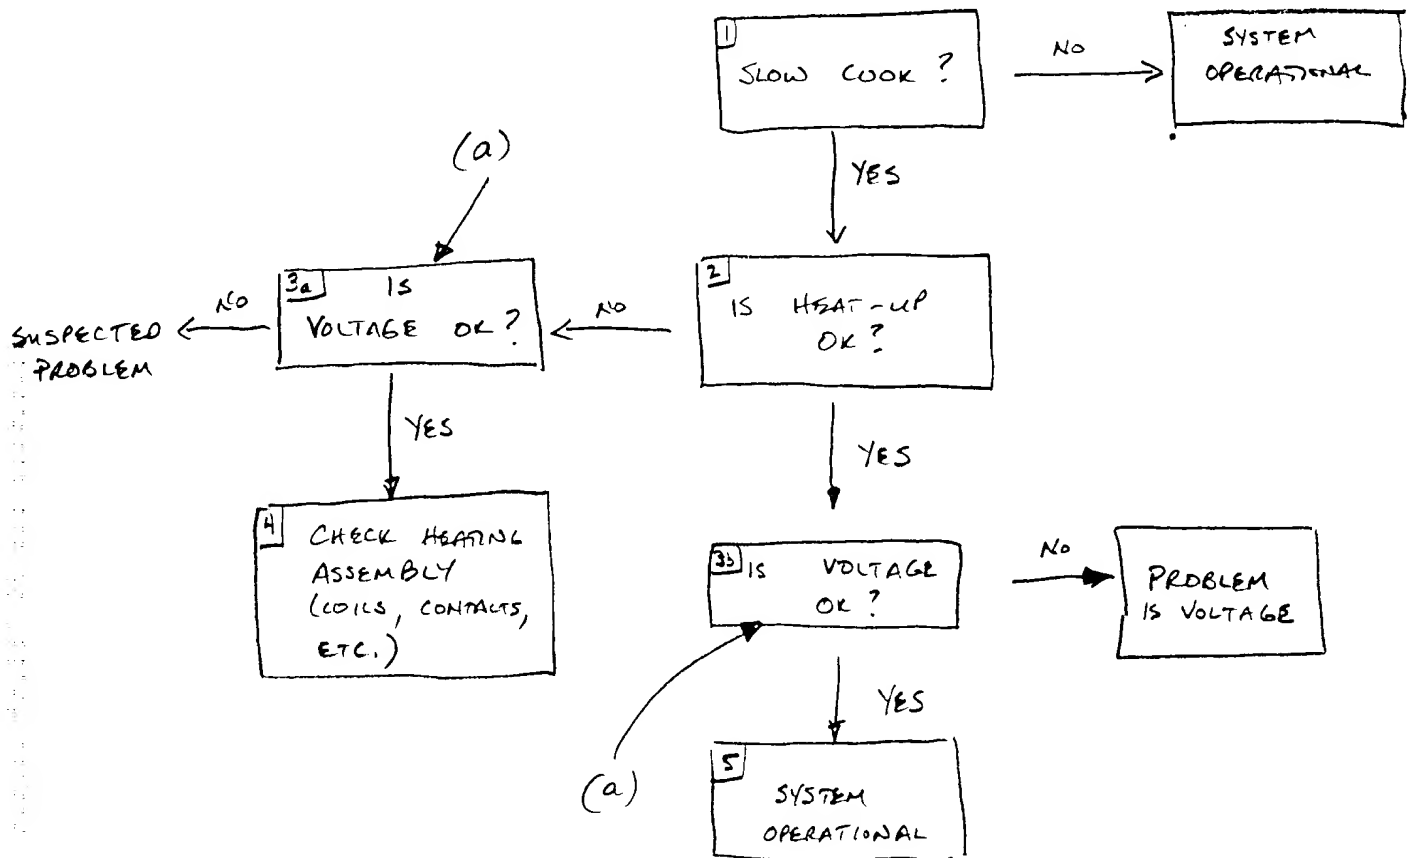 1
SLOW COOK ?
NO
SYSTEM
OPERATIONAL
YES
(a)
3a
IS
VOLTAGE OK ?
NO
SUSPECTED
PROBLEM
NO
2
IS HEAT-UP
OK ?
YES
YES
4
CHECK HEATING
ASSEMBLY
(COILS, CONTACTS,
ETC.)
3b
IS VOLTAGE
OK ?
NO
PROBLEM
IS VOLTAGE
(a)
YES
5
SYSTEM
OPERATIONAL